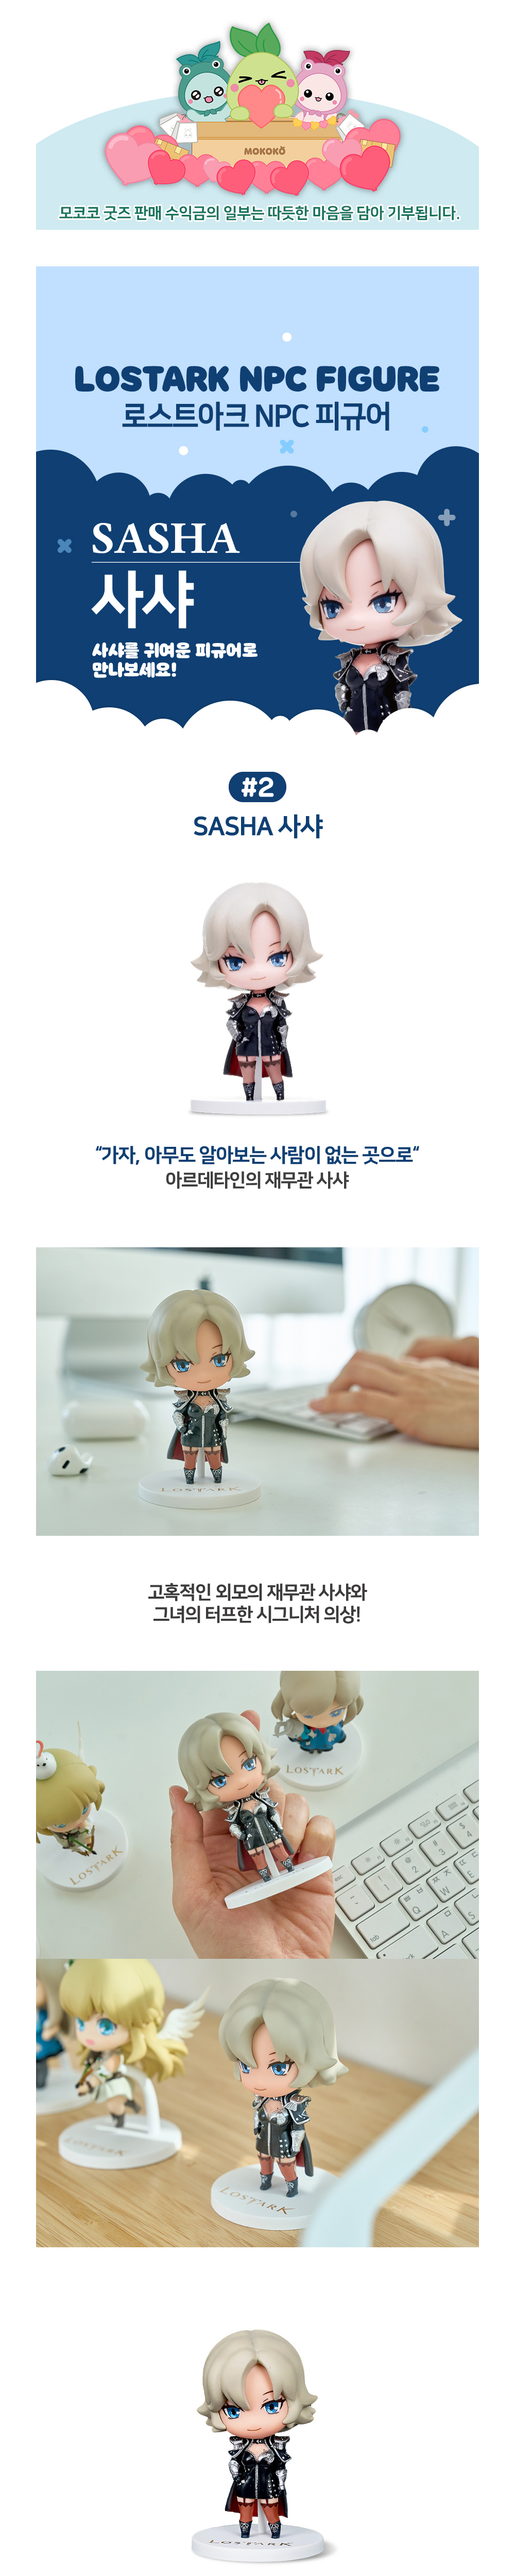 MOKOKO
모코코 굿즈 판매 수익금의 일부는 따듯한 마음을 담아 기부됩니다.
LOSTARK NPC FIGURE
로스트아크 NPC 피규어
SASHA
사샤
사샤를 귀여운 피규어로
만나보세요!
#2
SASHA 사샤
“가자, 아무도 알아보는 사람이 없는 곳으로“
아르데타인의 재무관 사샤
LOSTARK
고혹적인 외모의 재무관 사샤와
그녀의 터프한 시그니처 의상!
LOSTARK
LOSTARK
LOSTARK
LOSTARK
LOSTARK